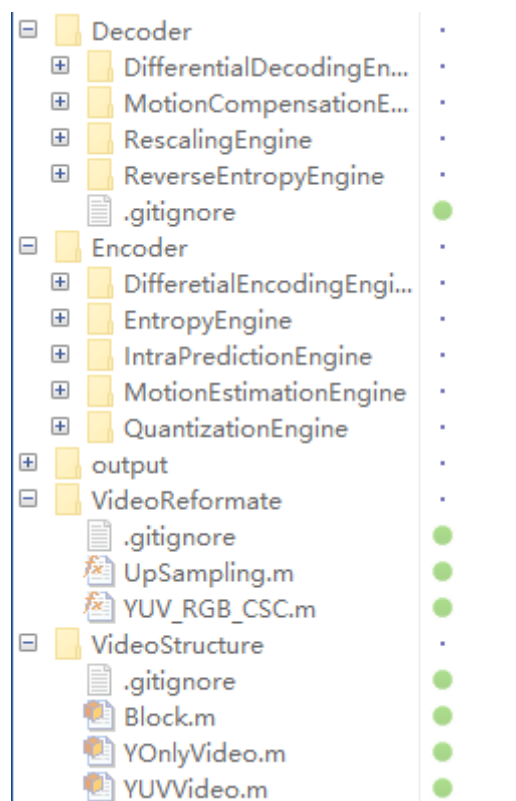 Decoder
DifferentialDecodingEn...
MotionCompensationE...
RescalingEngine
ReverseEntropyEngine
.gitignore
Encoder
DifferetialEncodingEngi...
EntropyEngine
IntraPredictionEngine
MotionEstimationEngine
QuantizationEngine
output
VideoReformate
.gitignore
UpSampling.m
YUV_RGB_CSC.m
VideoStructure
.gitignore
Block.m
YOnlyVideo.m
YUVVideo.m